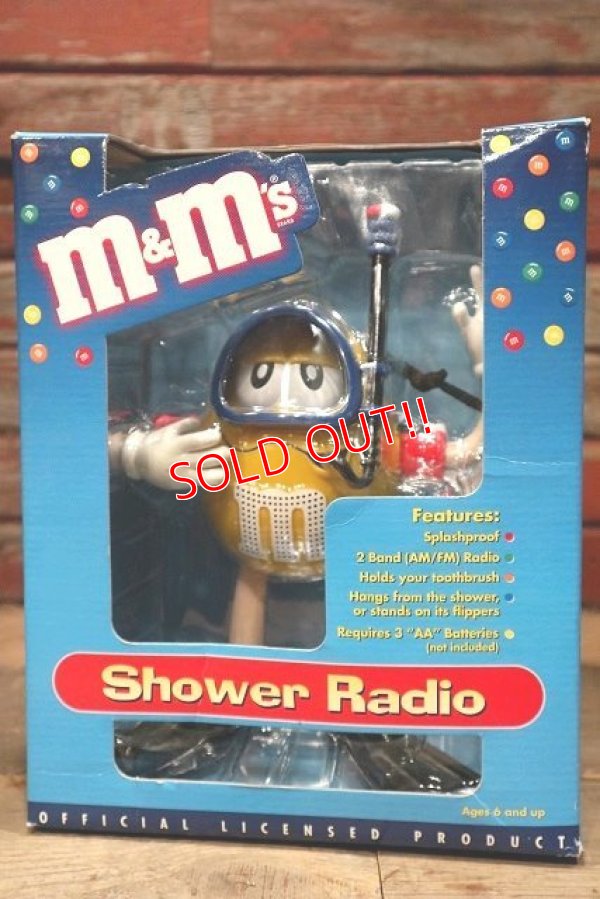 m&m's®
SOLD OUT!!
m
Features:
Splashproof
2 Band (AM/FM) Radio
Holds your toothbrush
Hangs from the shower,
or stands on its flippers
Requires 3 "AA" Batteries
(not included)
Shower Radio
Ages 6 and up
OFFICIAL LICENSED PRODUCT